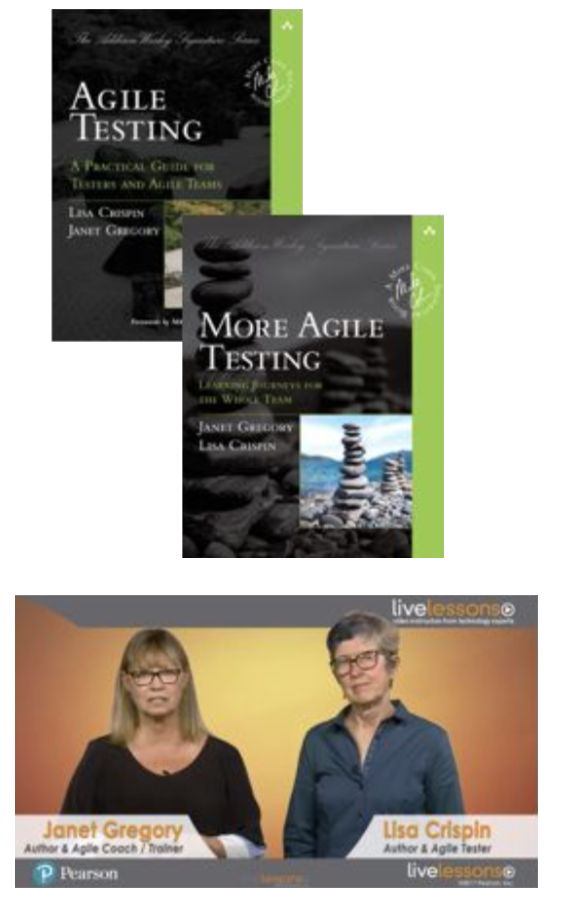 The Addison-Wesley Signature Series
AGILE
TESTING
A PRACTICAL GUIDE FOR
TESTERS AND AGILE TEAMS
LISA CRISPIN
JANET GREGORY
Foreword by
The Addison-Wesley Signature Series
MORE AGILE
TESTING
LEARNING JOURNEYS FOR
THE WHOLE TEAM
JANET GREGORY
LISA CRISPIN
livelessons
video instruction from technology experts
Janet Gregory
Author & Agile Coach / Trainer
Lisa Crispin
Author & Agile Tester
Pearson
livelessons
©2017 Pearson, Inc.